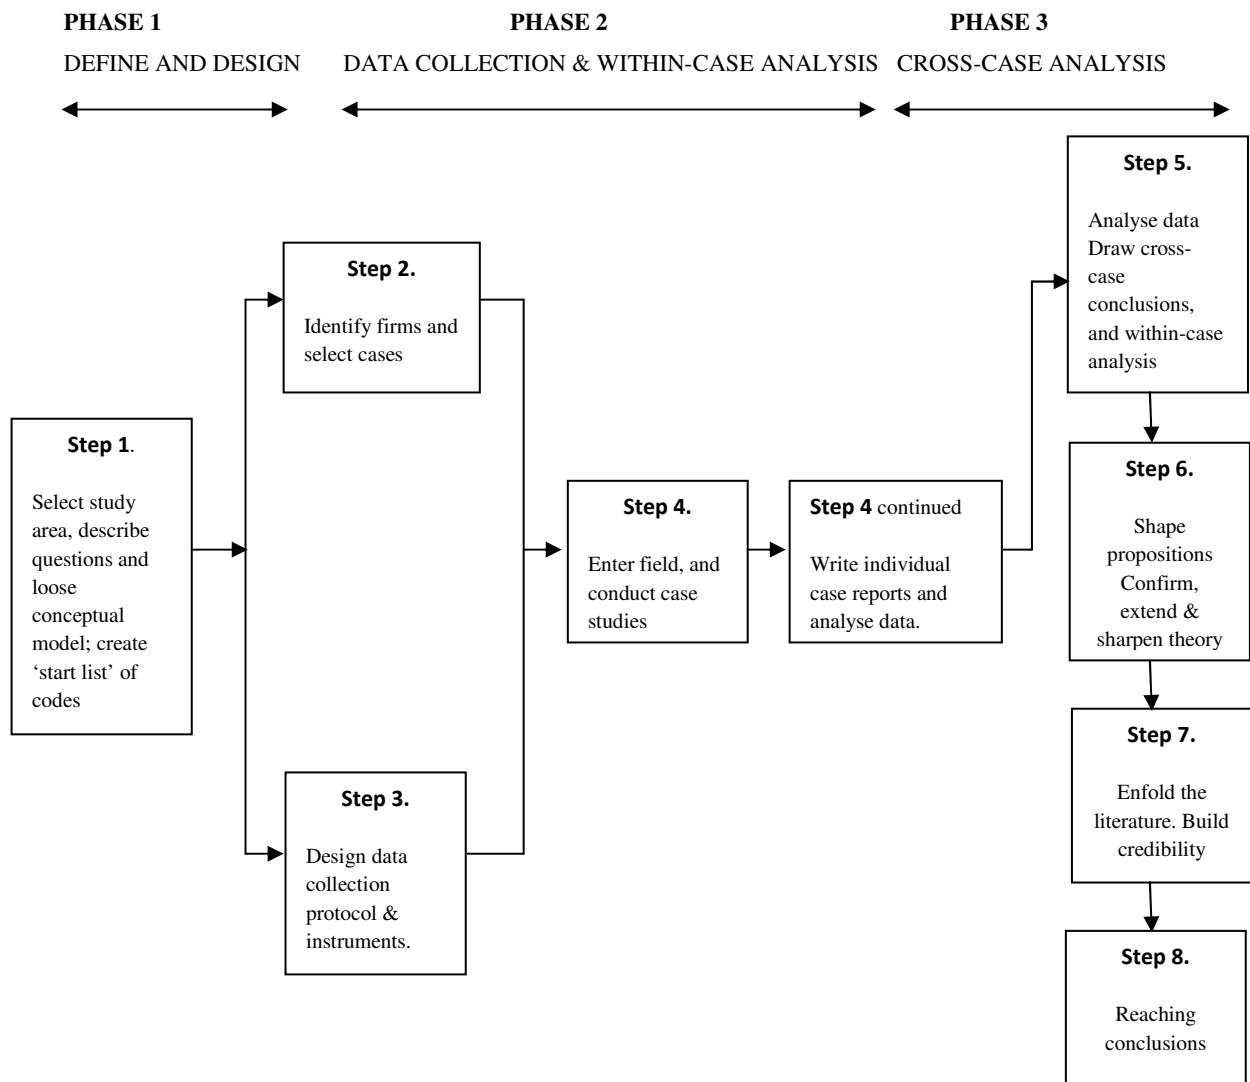 PHASE 1
PHASE 2
PHASE 3
DEFINE AND DESIGN
DATA COLLECTION & WITHIN-CASE ANALYSIS
CROSS-CASE ANALYSIS
Step 1.
Select study
area, describe
questions and
loose
conceptual
model; create
‘start list’ of
codes
Step 2.
Identify firms and
select cases
Step 3.
Design data
collection
protocol &
instruments.
Step 4.
Enter field, and
conduct case
studies
Step 4 continued
Write individual
case reports and
analyse data.
Step 5.
Analyse data
Draw cross-
case
conclusions,
and within-case
analysis
Step 6.
Shape
propositions
Confirm,
extend &
sharpen theory
Step 7.
Enfold the
literature. Build
credibility
Step 8.
Reaching
conclusions